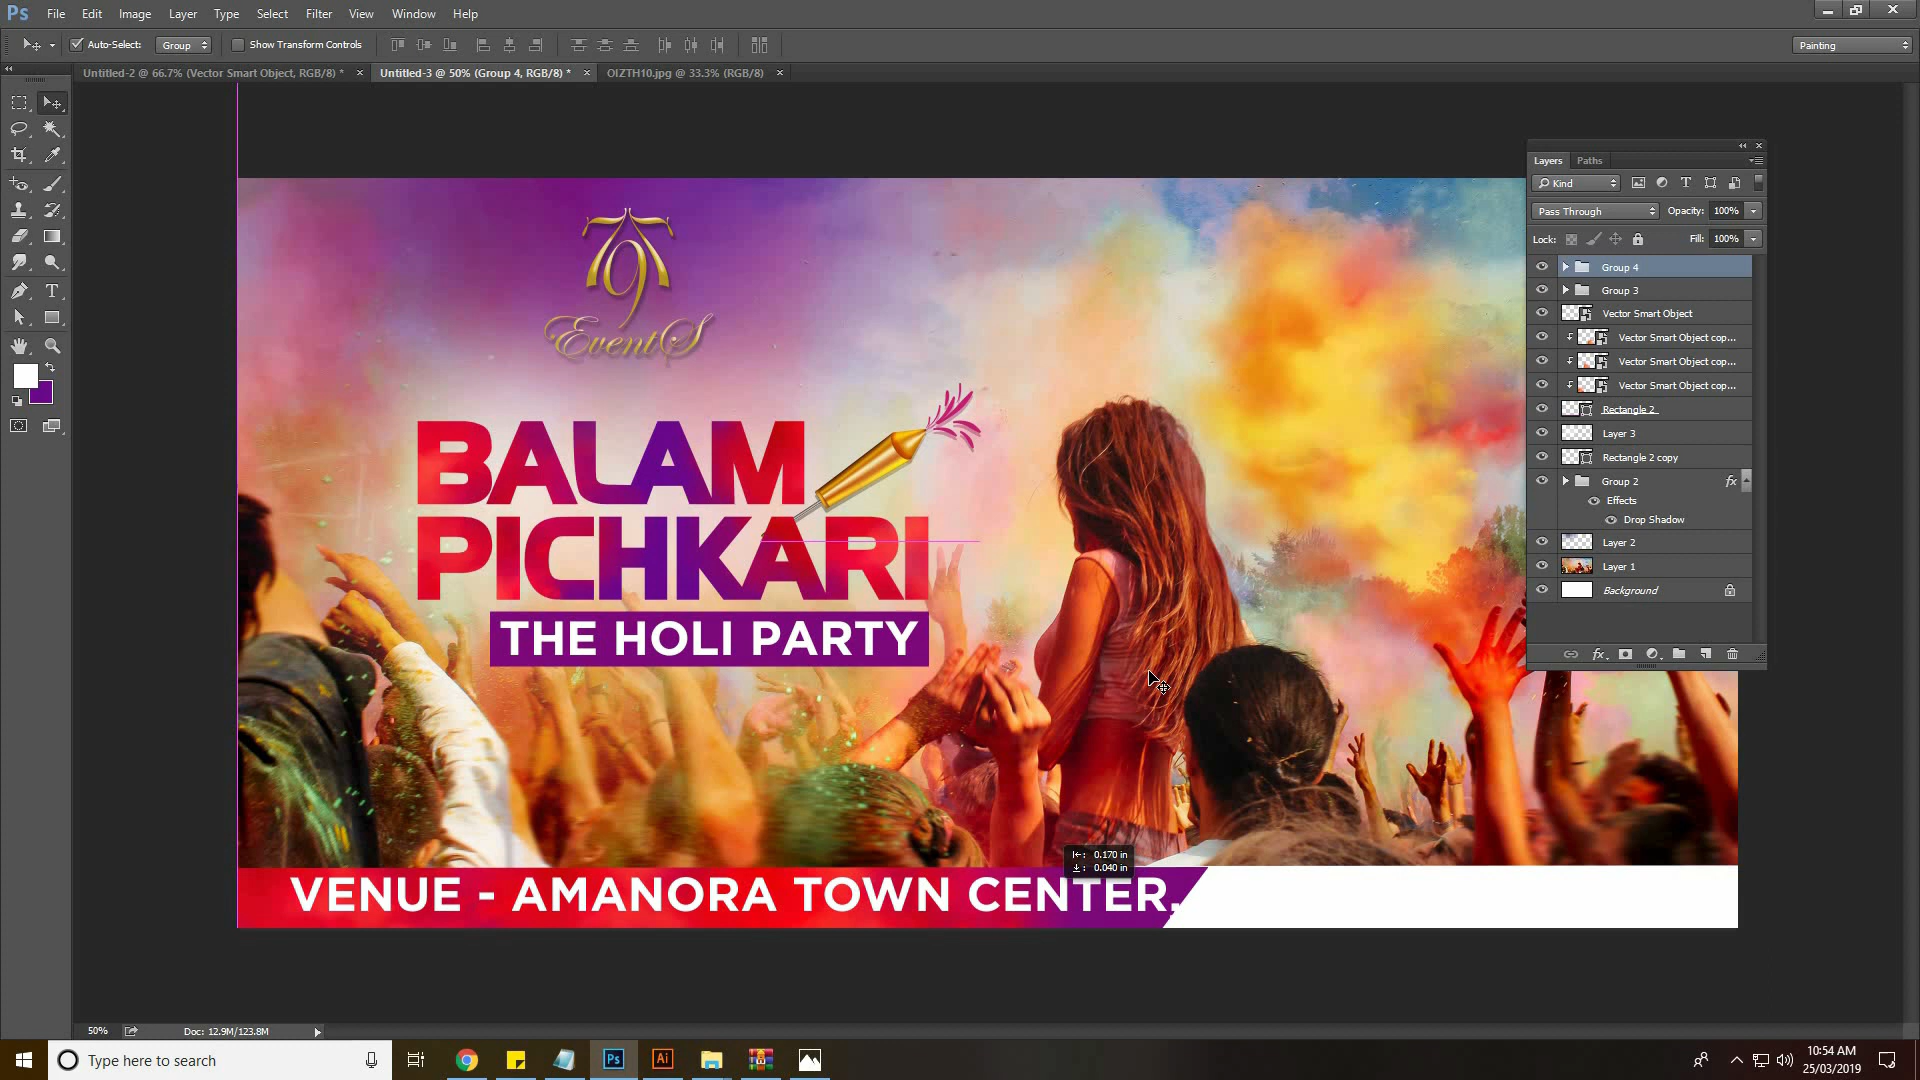 Ps File Edit Image Layer Type Select Filter View Window Help
Auto-Select: Group Show Transform Controls Painting
Untitled-2 @ 66.7% (Vector Smart Object, RGB/8) * × Untitled-3 @ 50% (Group 4, RGB/8) * × OIZTH10.jpg @ 33.3% (RGB/8) ×
Layers Paths
Kind
Pass Through Opacity: 100%
Lock: Fill: 100%
Group 4
Group 3
Vector Smart Object
Vector Smart Object cop...
Vector Smart Object cop...
Vector Smart Object cop...
Rectangle 2
Layer 3
Rectangle 2 copy
Group 2 fx
Effects
Drop Shadow
Layer 2
Layer 1
Background
fx
79
EventS
BALAM
PICHKARI
THE HOLI PARTY
0.170 in
0.040 in
VENUE - AMANORA TOWN CENTER,
50% Doc: 12.9M/123.8M
Type here to search Ps Ai
10:54 AM
25/03/2019